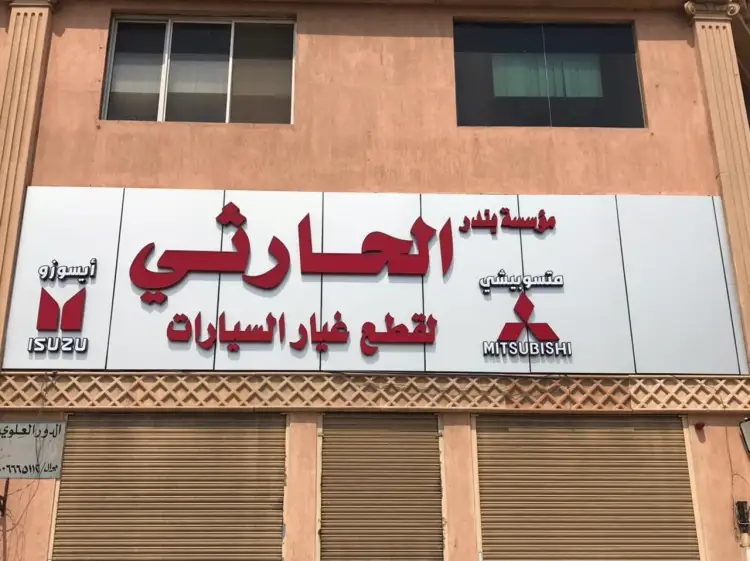 مؤسسة بندر
الحارثي
لقطع غيار السيارات
متسوبيشي
MITSUBISHI
أيسوزو
ISUZU
الدور العلوي